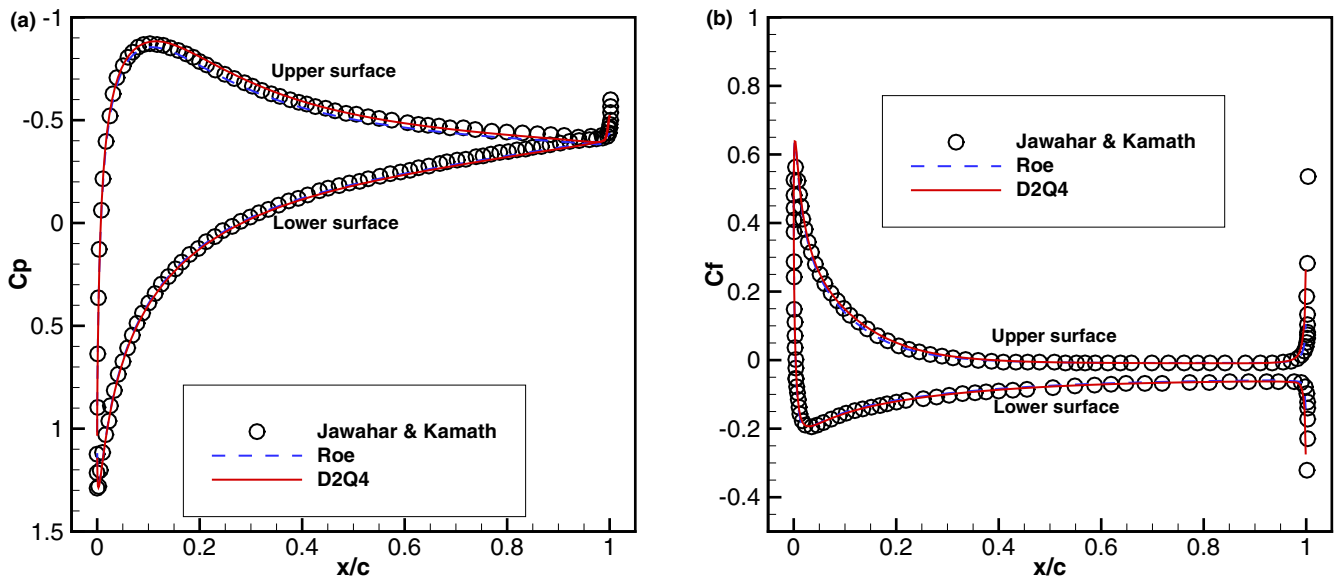 (a)
-1
-0.5
0
0.5
1
1.5
Cp
Upper surface
Lower surface
Jawahar & Kamath
Roe
D2Q4
0
0.2
0.4
0.6
0.8
1
x/c
(b)
1
0.8
0.6
0.4
0.2
0
-0.2
-0.4
Cf
Jawahar & Kamath
Roe
D2Q4
Upper surface
Lower surface
0
0.2
0.4
0.6
0.8
1
x/c